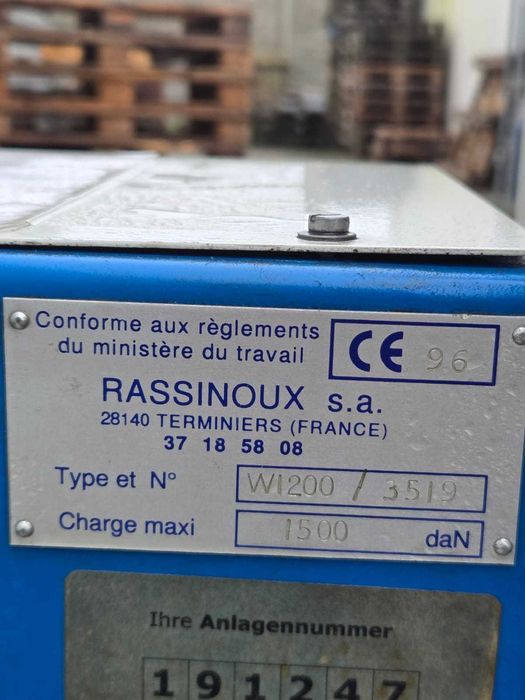 Conforme aux règlements
du ministère du travail
CE 96
RASSINOUX s.a.
28140 TERMINIERS (FRANCE)
37 18 58 08
Type et N° W1200 / 3519
Charge maxi 1500 daN
Ihre Anlagennummer
191247